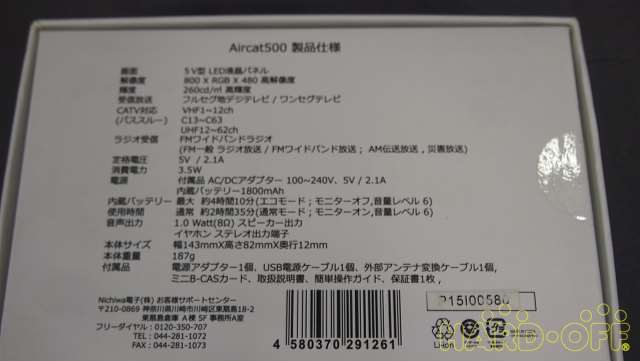 Aircat500 製品仕様
画面 5V型 LED液晶パネル
解像度 800 X RGB X 480 高解像度
輝度 260cd/㎡ 高輝度
受信放送 フルセグ地デジテレビ / ワンセグテレビ
CATV対応 VHF1~12ch
(パススルー) C13~C63
UHF12~62ch
ラジオ受信 FMワイドバンドラジオ
(FM一般 ラジオ放送 / FMワイドバンド放送; AM伝送放送 , 災害放送)
定格電圧 5V / 2.1A
消費電力 3.5W
電源 付属品 AC/DCアダプター 100~240V、5V / 2.1A
内蔵バッテリー1800mAh
内蔵バッテリー 最大 約4時間10分(エコモード ; モニターオフ,音量レベル 6)
使用時間 通常 約2時間35分(通常モード ; モニターオン,音量レベル 6)
音声出力 1.0 Watt(8Ω) スピーカー出力
イヤホン ステレオ出力端子
本体サイズ 幅143mmX高さ82mmX奥行12mm
本体重量 187g
付属品 電源アダプター1個、USB電源ケーブル1個、外部アンテナ変換ケーブル1個,
ミニB-CASカード、取扱説明書、簡単操作ガイド、保証書1枚 ,
Nichiwa電子(株) お客様サポートセンター
〒210-0869 神奈川県川崎市川崎区東扇島18-2
東扇島倉庫 A棟 5F 事務所A室
フリーダイヤル : 0120-350-707
TEL : 044-281-1072
FAX : 044-281-1073
4 580370 291261
P15I00580
Li-ion
HARD-OFF